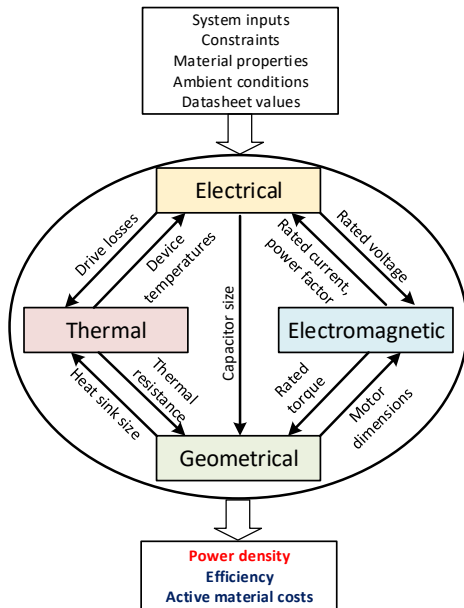 System inputs
Constraints
Material properties
Ambient conditions
Datasheet values
Electrical
Drive losses
Device
temperatures
Capacitor size
Rated current,
power factor
Rated voltage
Thermal
Electromagnetic
Heat sink size
Thermal
resistance
Rated
torque
Motor
dimensions
Geometrical
Power density
Efficiency
Active material costs